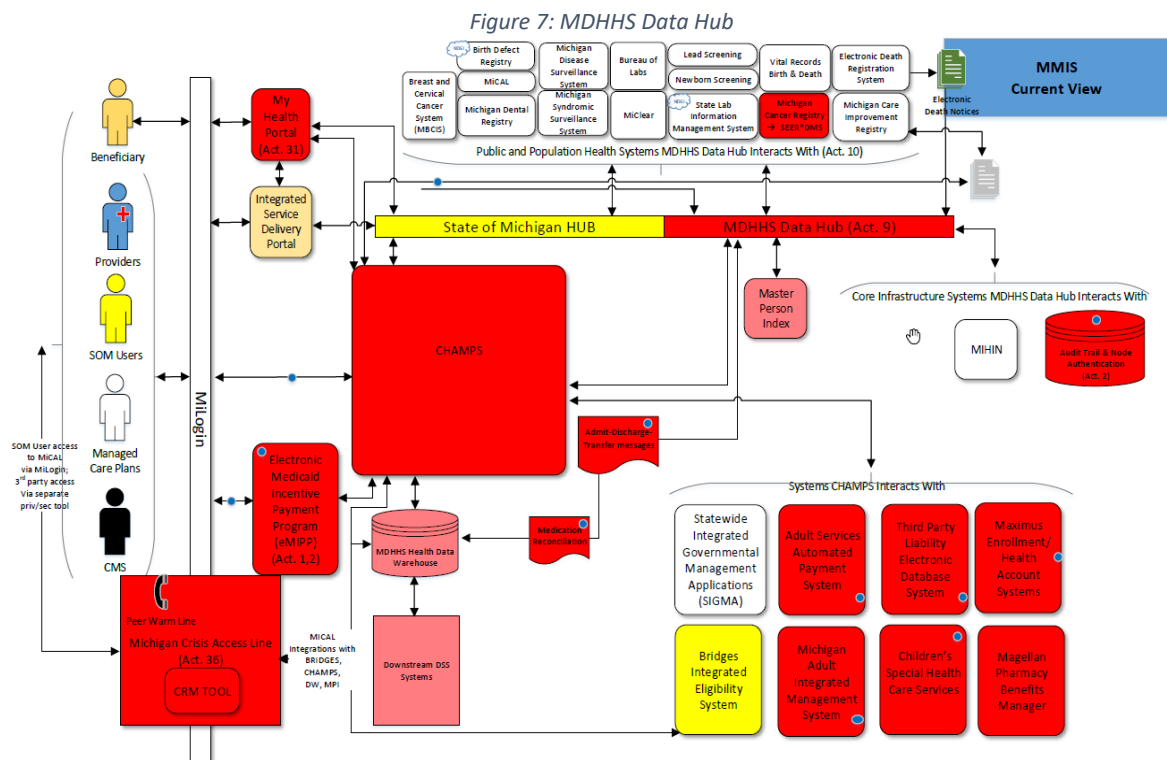 Figure 7: MDHHS Data Hub
MMIS
Current View
Birth Defect
Registry
Michigan
Disease
Surveillance
System
Bureau of
Labs
Lead Screening
Vital Records
Birth & Death
Electronic Death
Registration
System
Breast and
Cervical
Cancer
System
(MBCIS)
MiCAL
Newborn Screening
Michigan Dental
Registry
Michigan
Syndromic
Surveillance
System
MiClear
State Lab
Information
Management System
Michigan
Cancer Registry
→ SEER*DMS
Michigan Care
Improvement
Registry
Electronic
Death Notices
Public and Population Health Systems MDHHS Data Hub Interacts With (Act. 10)
Beneficiary
Providers
SOM Users
Managed
Care Plans
CMS
SOM User access
to MiCAL
via MiLogin;
3rd party access
Via separate
priv/sec tool
MiLogin
My
Health
Portal
(Act. 31)
Integrated
Service
Delivery
Portal
State of Michigan HUB
MDHHS Data Hub (Act. 9)
Master
Person
Index
Core Infrastructure Systems MDHHS Data Hub Interacts With
MIHIN
Audit Trail & Node
Authentication
(Act. 2)
CHAMPS
Electronic
Medicaid
Incentive
Payment
Program
(eMIPP)
(Act. 1,2)
Admit-Discharge-
Transfer messages
Medication
Reconciliation
MDHHS Health Data
Warehouse
Downstream DSS
Systems
Peer Warm Line
Michigan Crisis Access Line
(Act. 36)
CRM TOOL
MICAL
Integrations with
BRIDGES,
CHAMPS,
DW, MPI
Systems CHAMPS Interacts With
Statewide
Integrated
Governmental
Management
Applications
(SIGMA)
Adult Services
Automated
Payment
System
Third Party
Liability
Electronic
Database
System
Maximus
Enrollment/
Health
Account
Systems
Bridges
Integrated
Eligibility
System
Michigan
Adult
Integrated
Management
System
Children's
Special Health
Care Services
Magellan
Pharmacy
Benefits
Manager